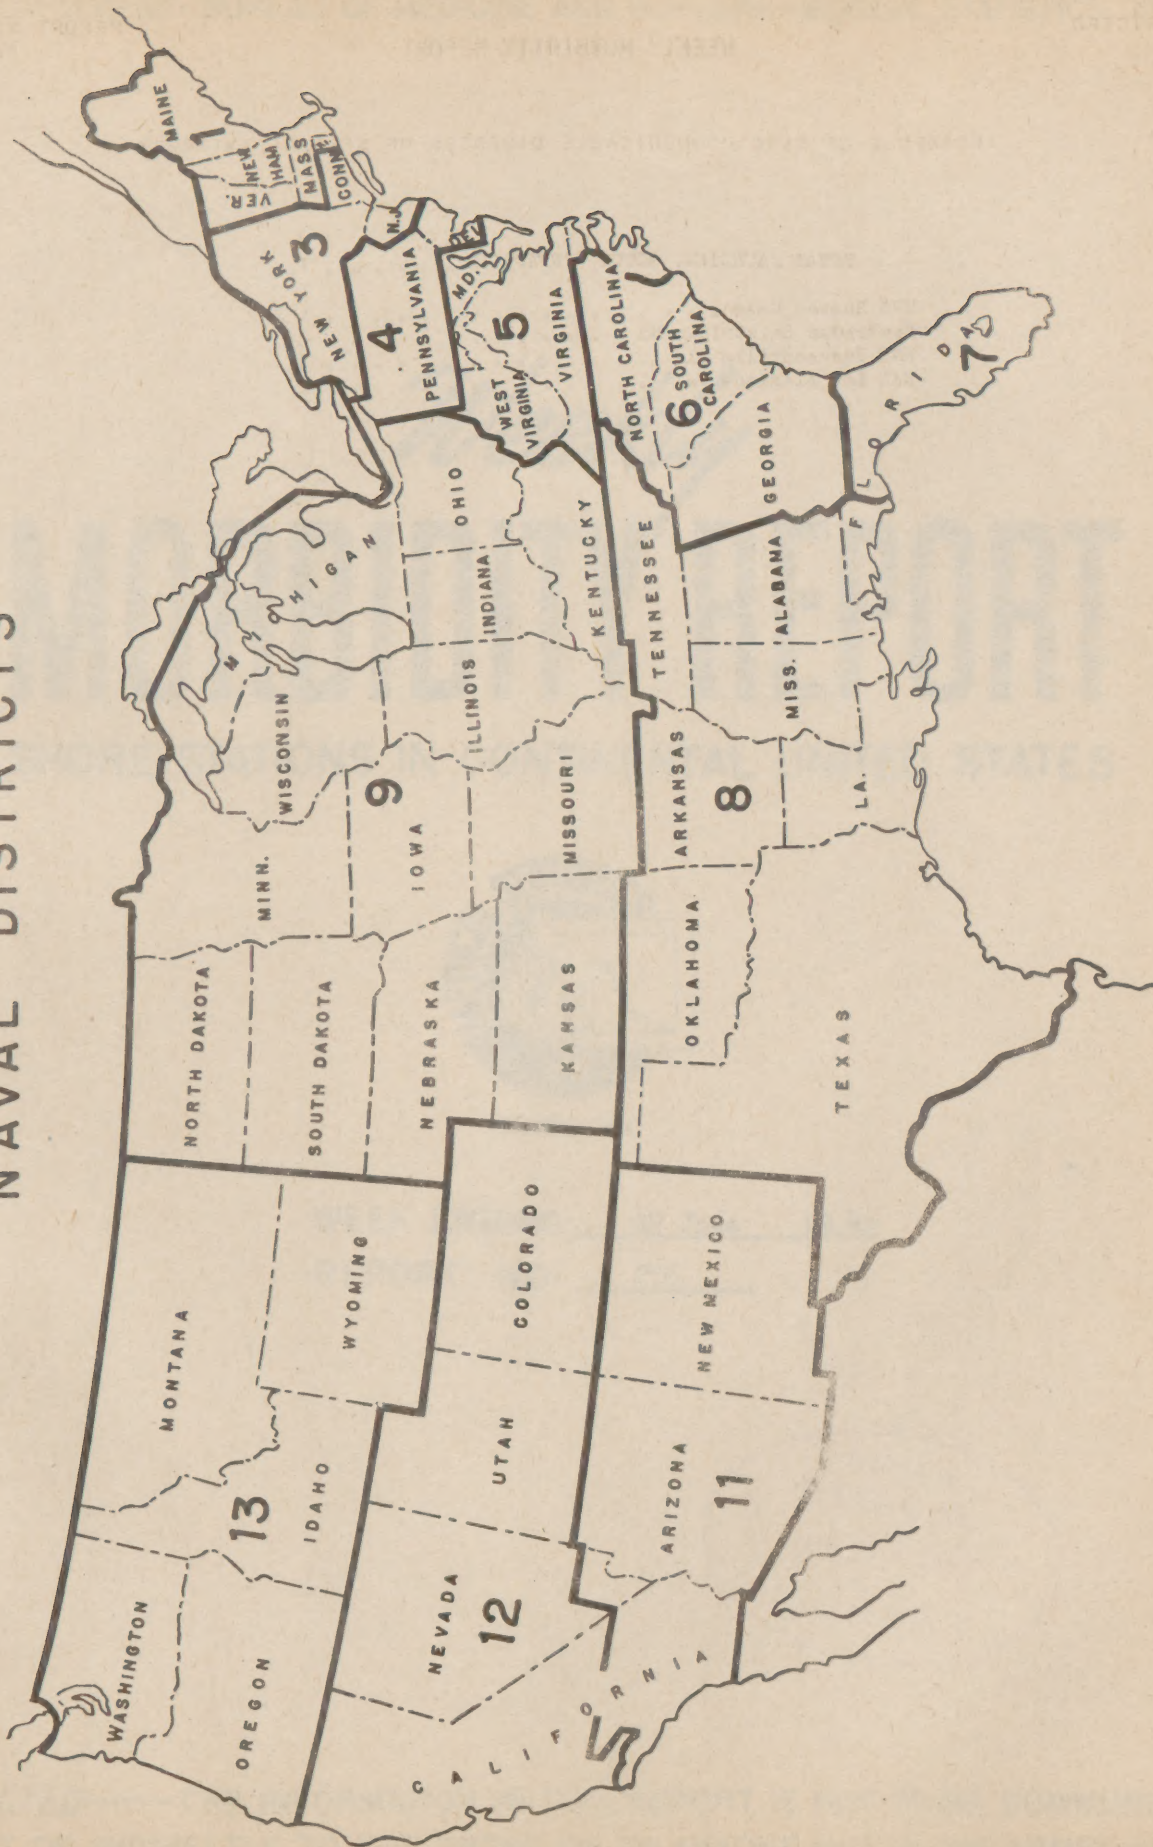 NAVAL DISTRICTS
WASHINGTON
OREGON
CALIFORNIA
NEVADA
12
IDAHO
13
MONTANA
WYOMING
UTAH
COLORADO
ARIZONA
11
NEW MEXICO
NORTH DAKOTA
SOUTH DAKOTA
NEBRASKA
KANSAS
OKLAHOMA
TEXAS
MINN.
IOWA
9
MISSOURI
WISCONSIN
ILLINOIS
MICHIGAN
INDIANA
OHIO
KENTUCKY
TENNESSEE
ARKANSAS
8
LA.
MISS.
ALABAMA
GEORGIA
FLORIDA
7
6
SOUTH
CAROLINA
NORTH CAROLINA
WEST
VIRGINIA
VIRGINIA
5
MD.
DEL.
PENNSYLVANIA
4
N.J.
NEW YORK
3
CONN
R.I.
MASS
VER.
NEW
HAM
1
MAINE